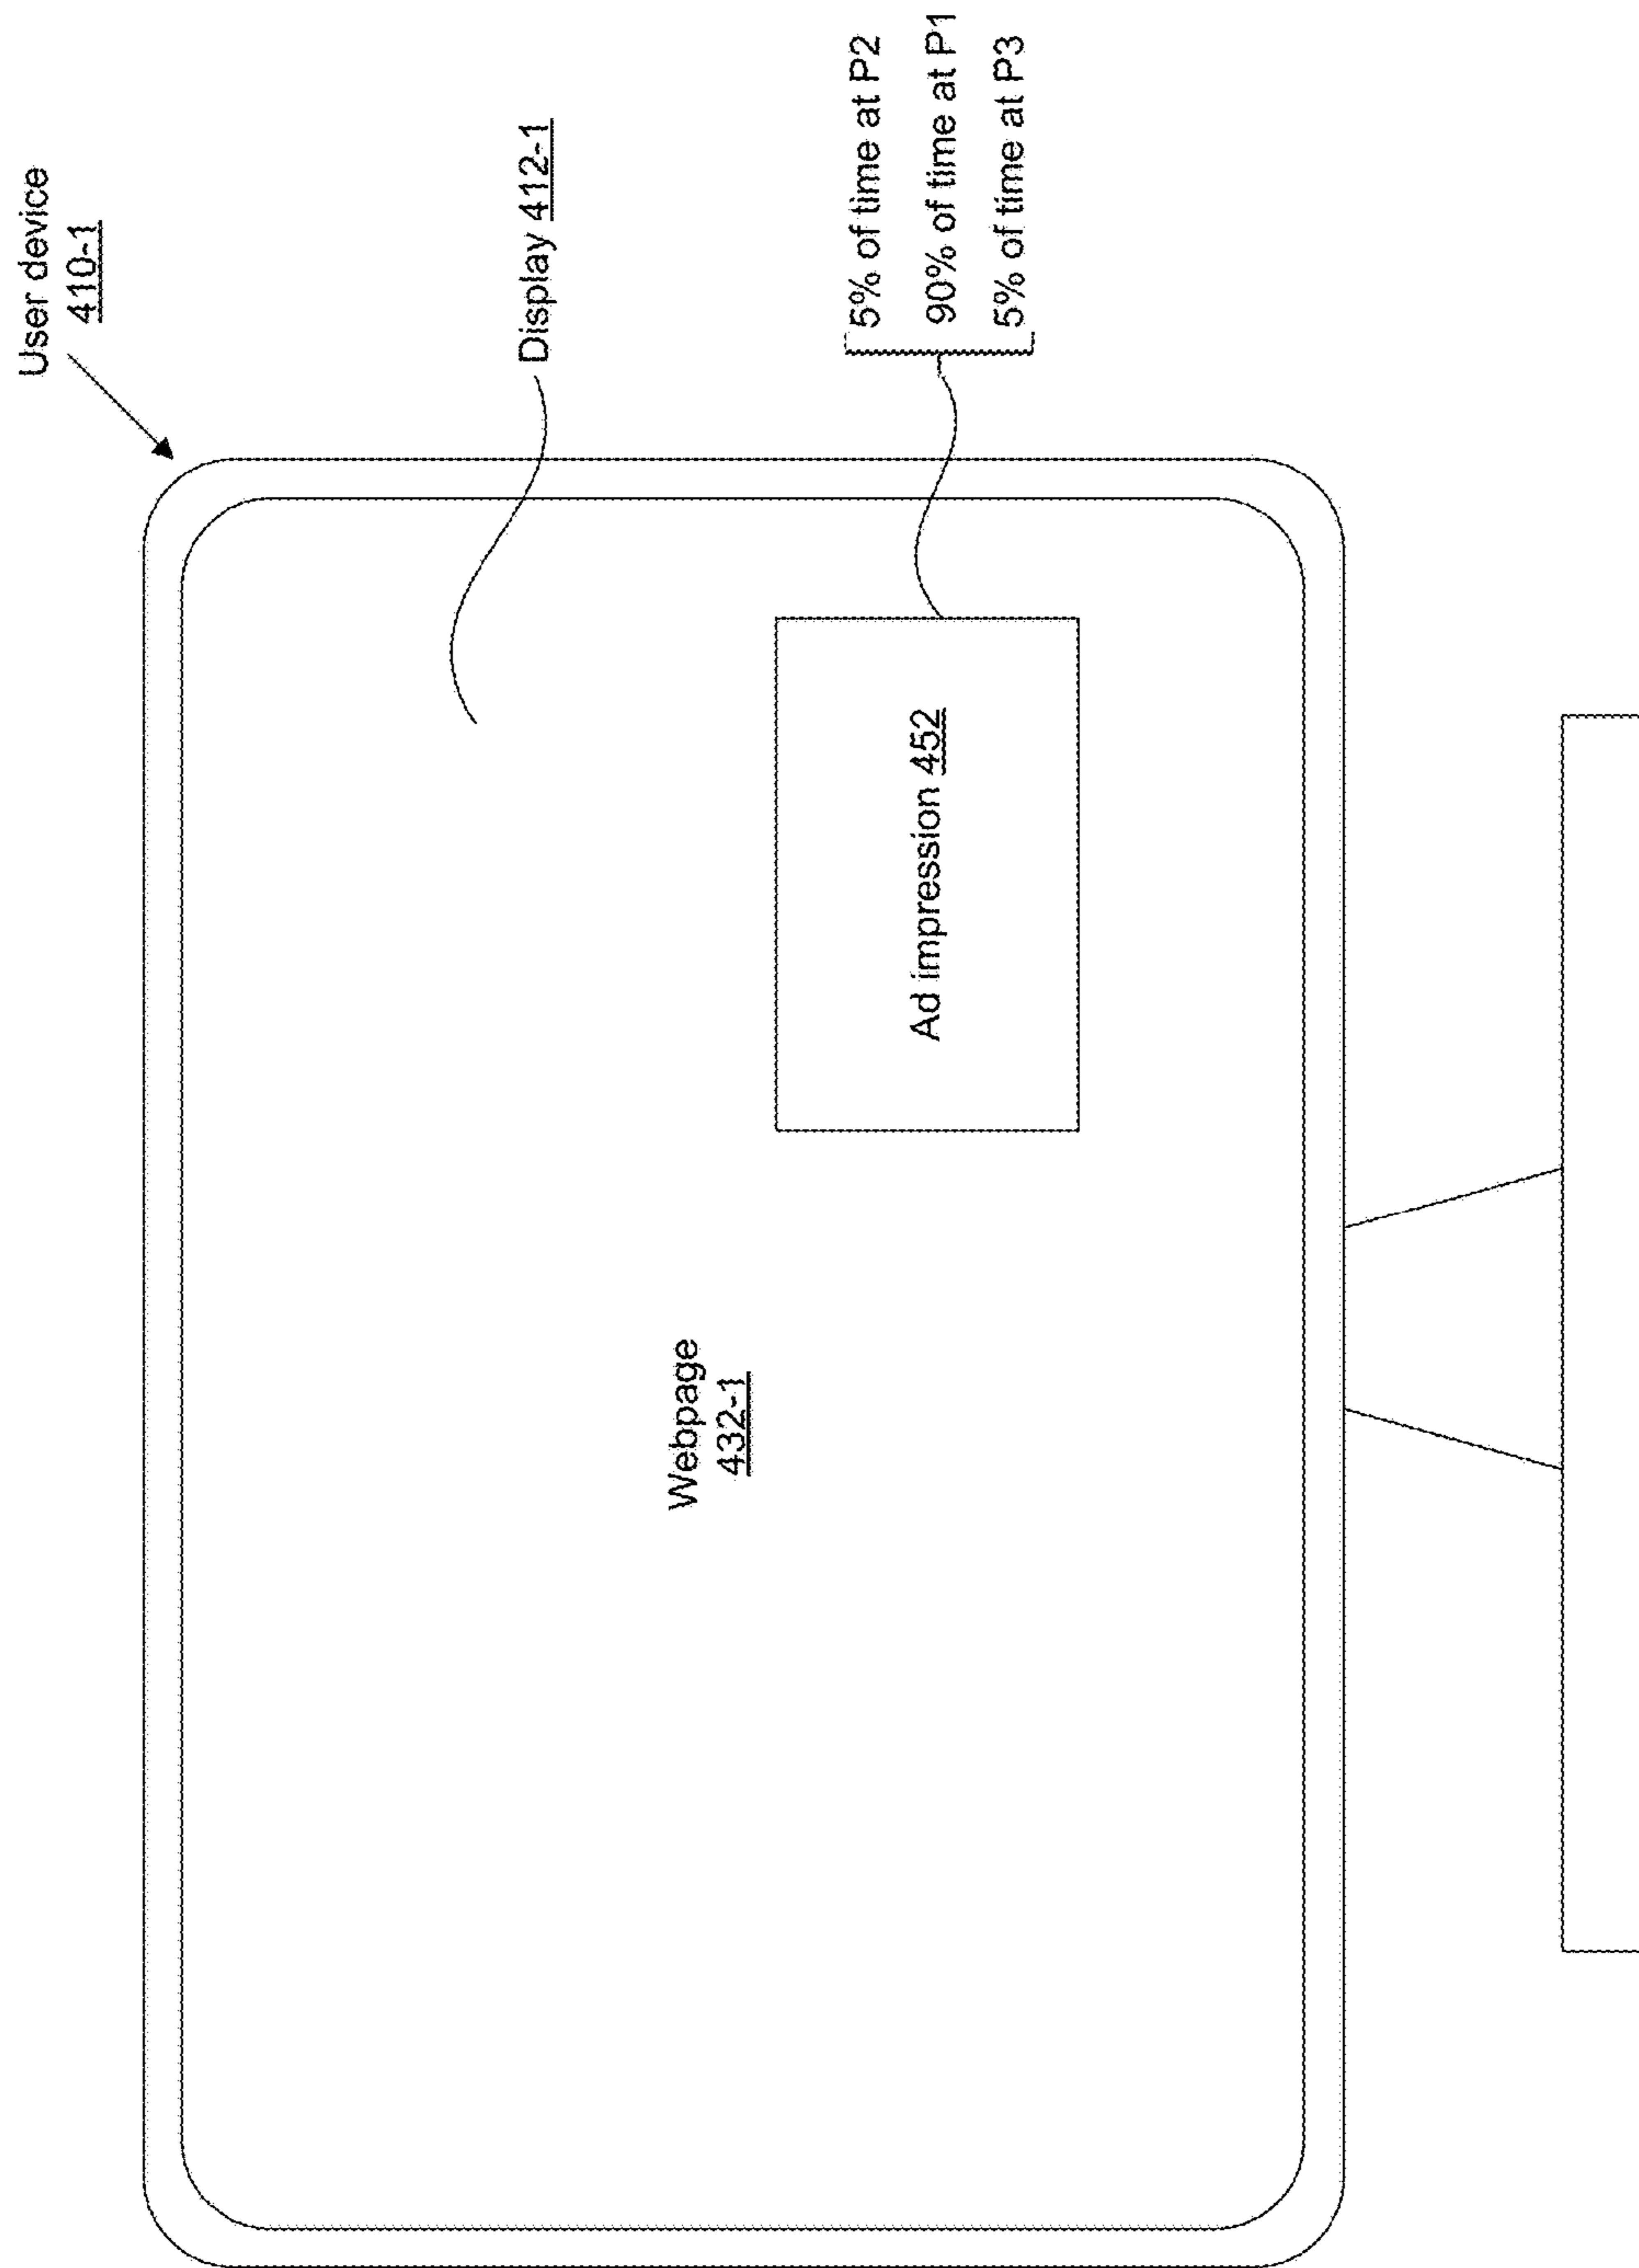 User device
410-1
Display 412-1
5% of time at P2
90% of time at P1
5% of time at P3
Ad impression 452
Webpage
432-1